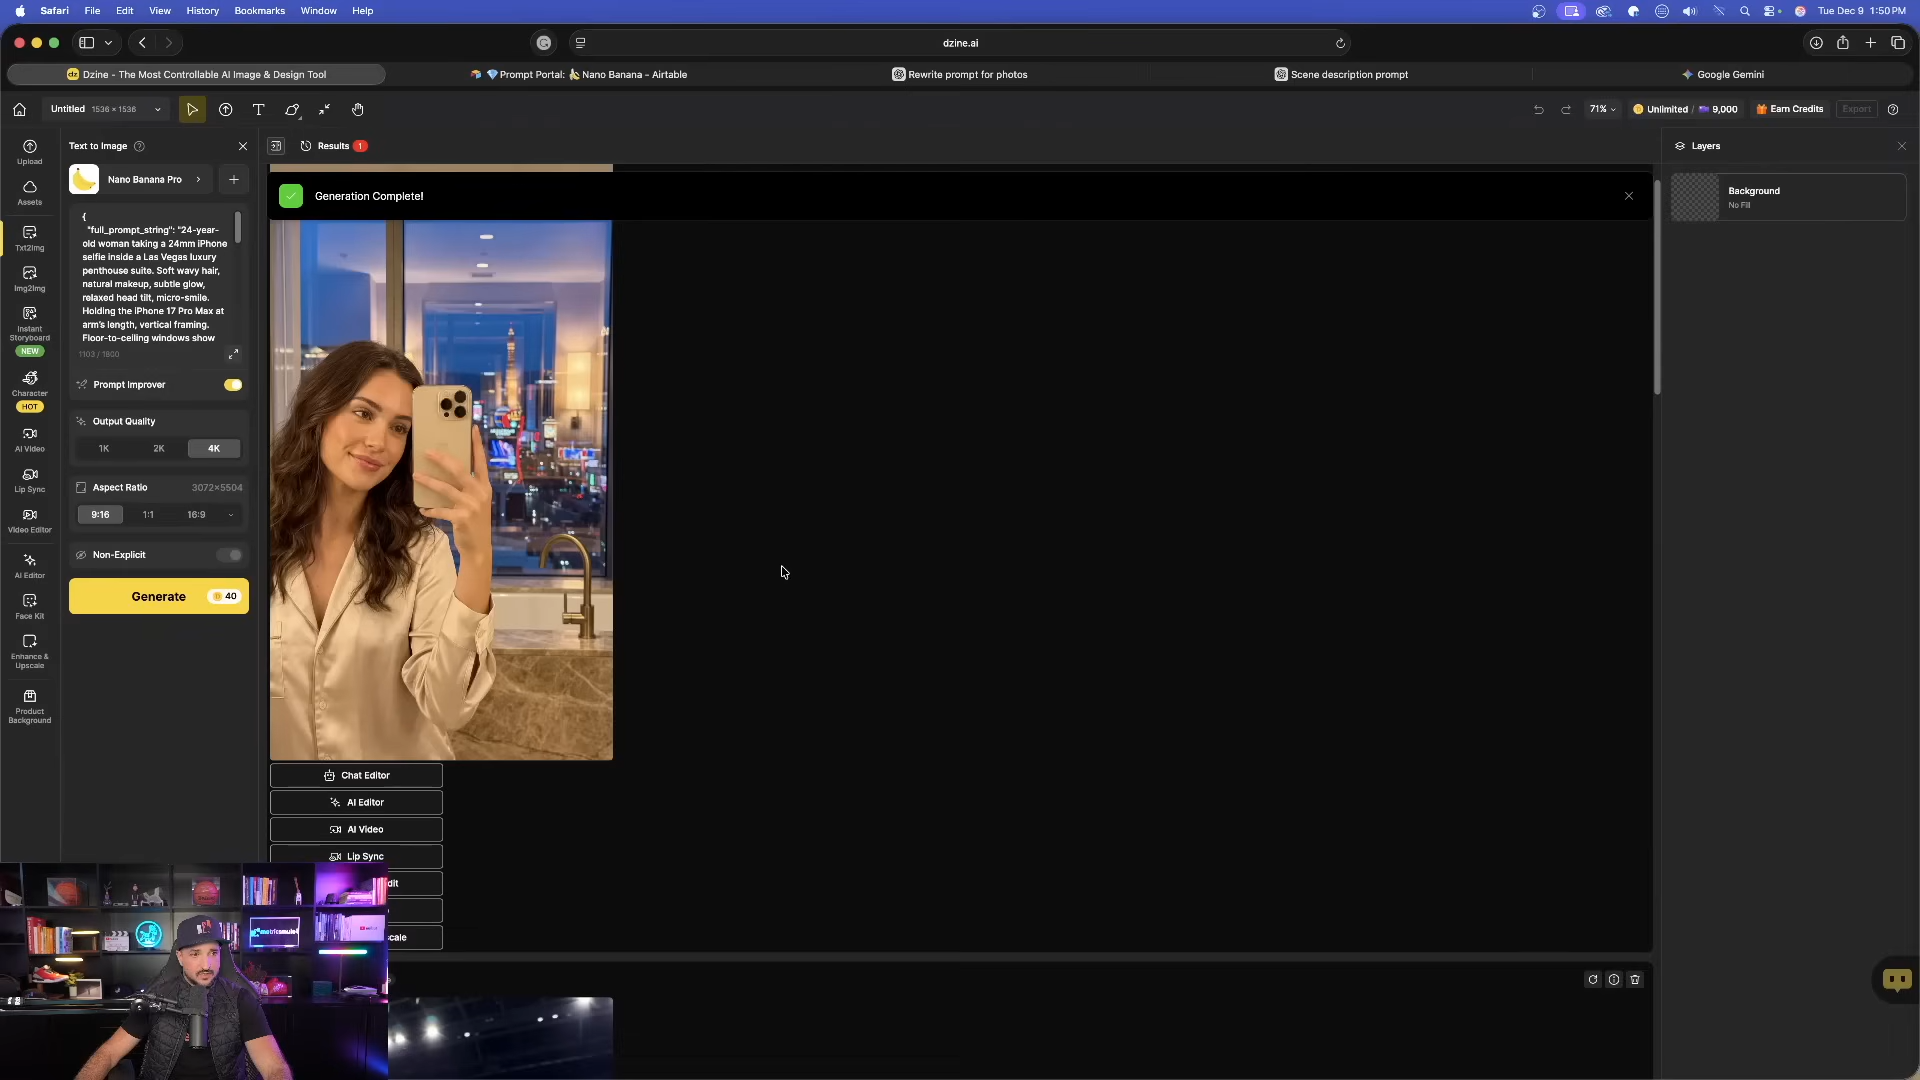 Safari File Edit View History Bookmarks Window Help
Tue Dec 9 1:50 PM
dzine.ai
Dzine - The Most Controllable AI Image & Design Tool
Prompt Portal: Nano Banana - Airtable
Rewrite prompt for photos
Scene description prompt
Google Gemini
Untitled 1536 × 1536
71%
Unlimited / 9,000
Earn Credits
Export
Upload
Assets
Txt2Img
Img2Img
Instant
Storyboard
NEW
Character
HOT
AI Video
Lip Sync
Video Editor
AI Editor
Face Kit
Enhance &
Upscale
Product
Background
Text to Image
Nano Banana Pro
{
"full_prompt_string": "24-year-
old woman taking a 24mm iPhone
selfie inside a Las Vegas luxury
penthouse suite. Soft wavy hair,
natural makeup, subtle glow,
relaxed head tilt, micro-smile.
Holding the iPhone 17 Pro Max at
arm's length, vertical framing.
Floor-to-ceiling windows show
1103 / 1800
Prompt Improver
Output Quality
1K 2K 4K
Aspect Ratio 3072×5504
9:16 1:1 16:9
Non-Explicit
Generate 40
Results 1
Generation Complete!
Chat Editor
AI Editor
AI Video
Lip Sync
dit
scale
Layers
Background
No Fill